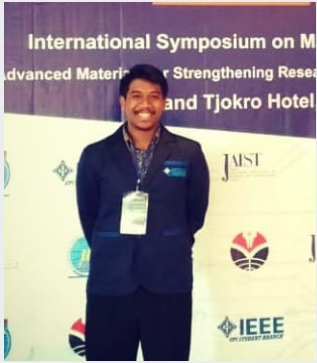 International Symposium on M
Advanced Materi r Strengthening Resea
and Tjokro Hotel,
JAIST
IEEE
UPI STUDENT BRANCH